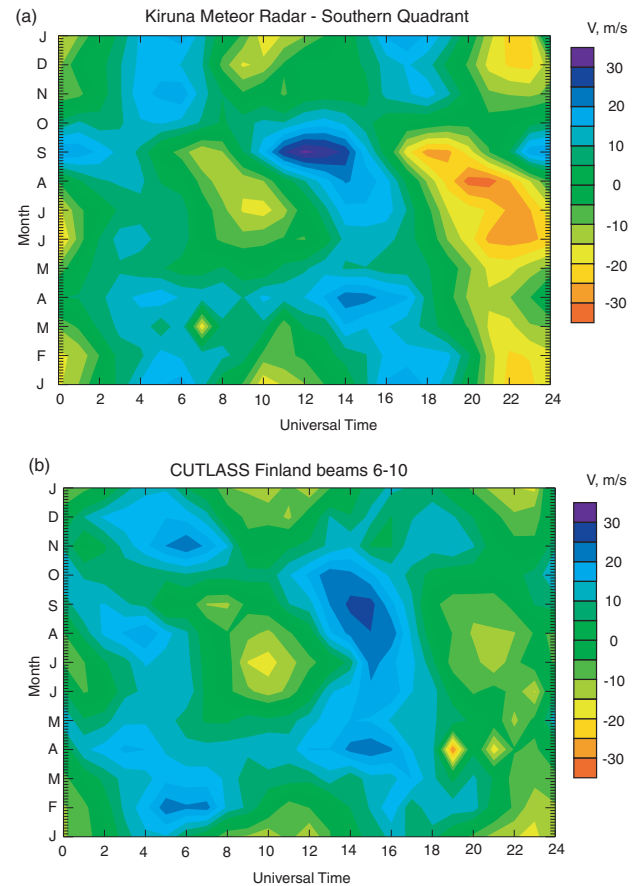 (a)
Kiruna Meteor Radar - Southern Quadrant
V, m/s
J
D
N
O
S
A
J
J
M
A
M
F
J
Month
0 2 4 6 8 10 12 14 16 18 20 22 24
Universal Time
30
20
10
0
-10
-20
-30
(b)
CUTLASS Finland beams 6-10
V, m/s
J
D
N
O
S
A
J
J
M
A
M
F
J
Month
0 2 4 6 8 10 12 14 16 18 20 22 24
Universal Time
30
20
10
0
-10
-20
-30